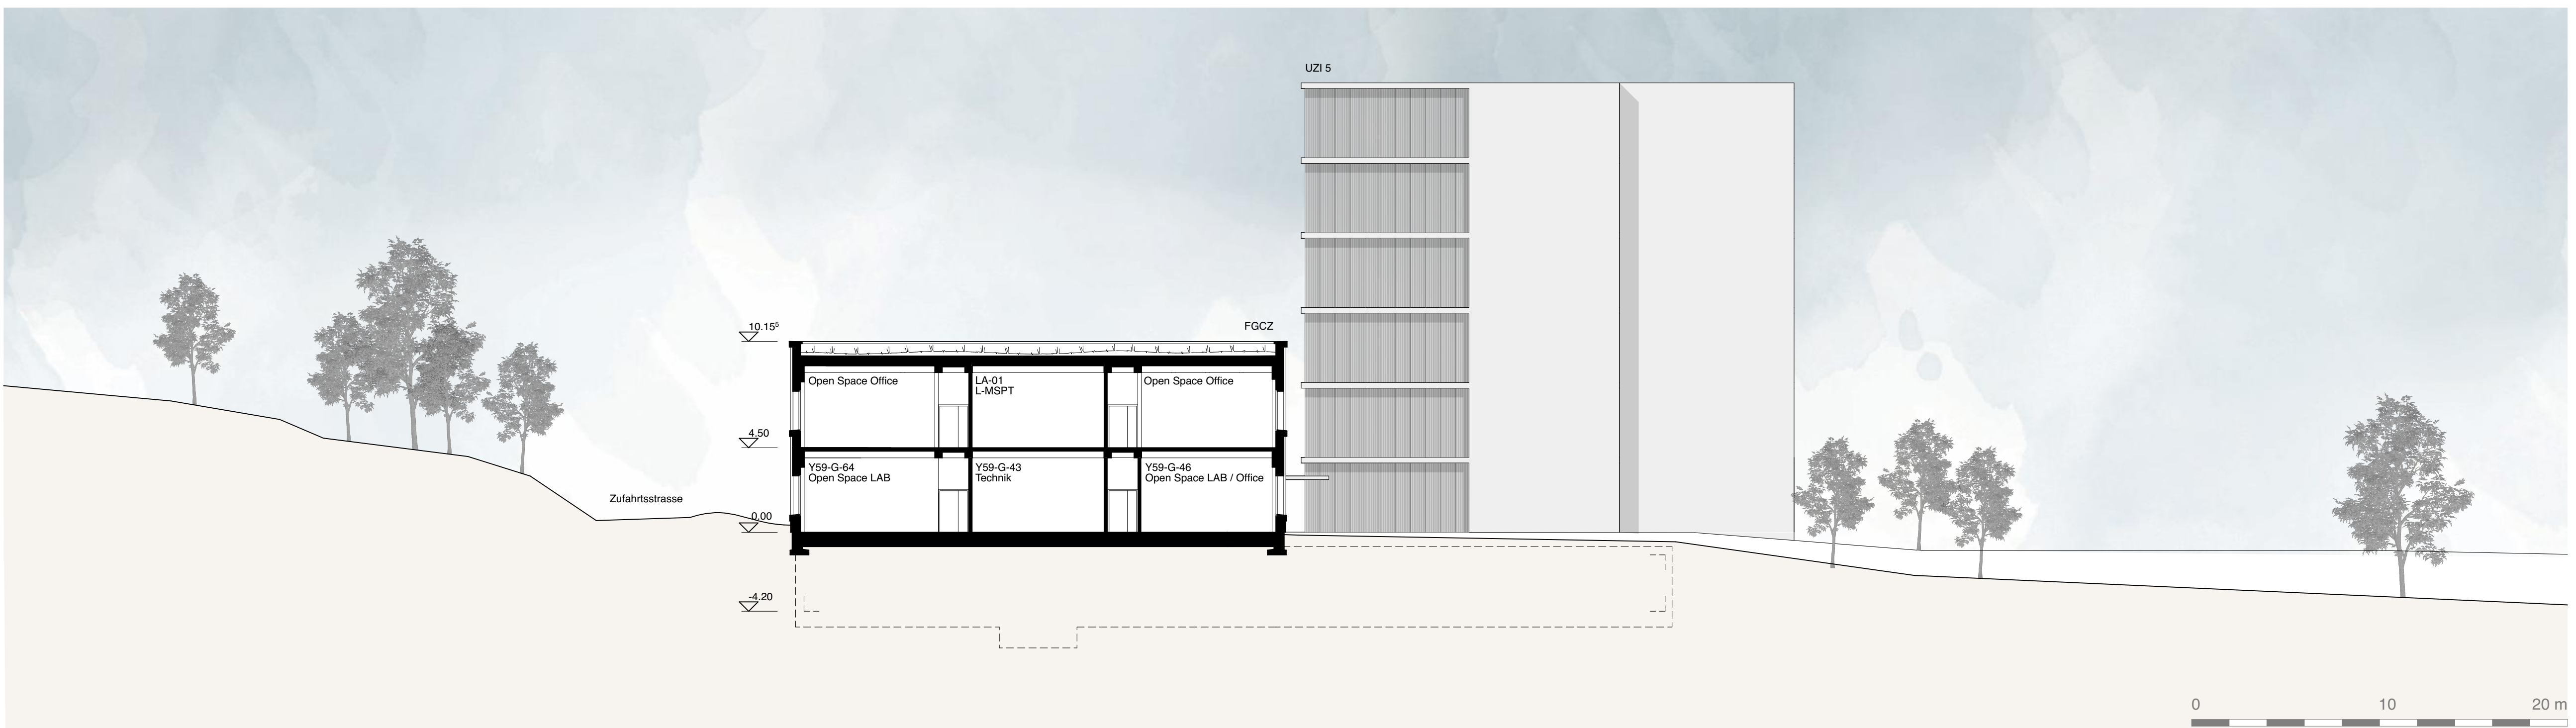 UZI 5
10.15⁵
FGCZ
Open Space Office
LA-01
L-MSPT
Open Space Office
4.50
Y59-G-64
Open Space LAB
Y59-G-43
Technik
Y59-G-46
Open Space LAB / Office
Zufahrtsstrasse
0.00
-4.20
0 10 20 m